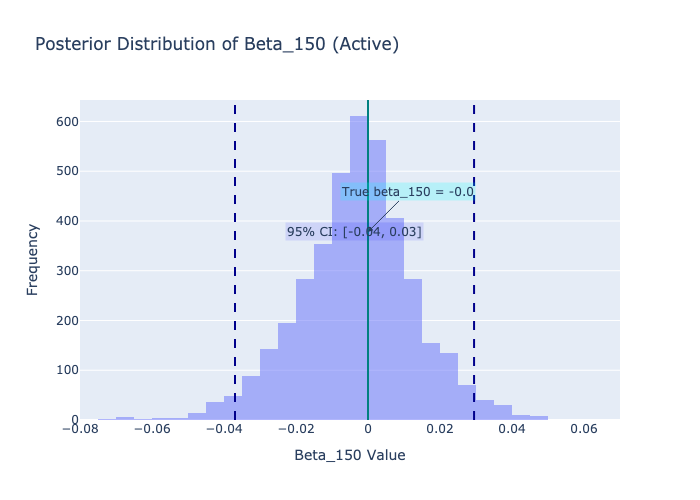 Posterior Distribution of Beta_150 (Active)
600
500
400
300
200
100
0
Frequency
True beta_150 = -0.0
95% CI: [-0.04, 0.03]
−0.08 −0.06 −0.04 −0.02 0 0.02 0.04 0.06
Beta_150 Value